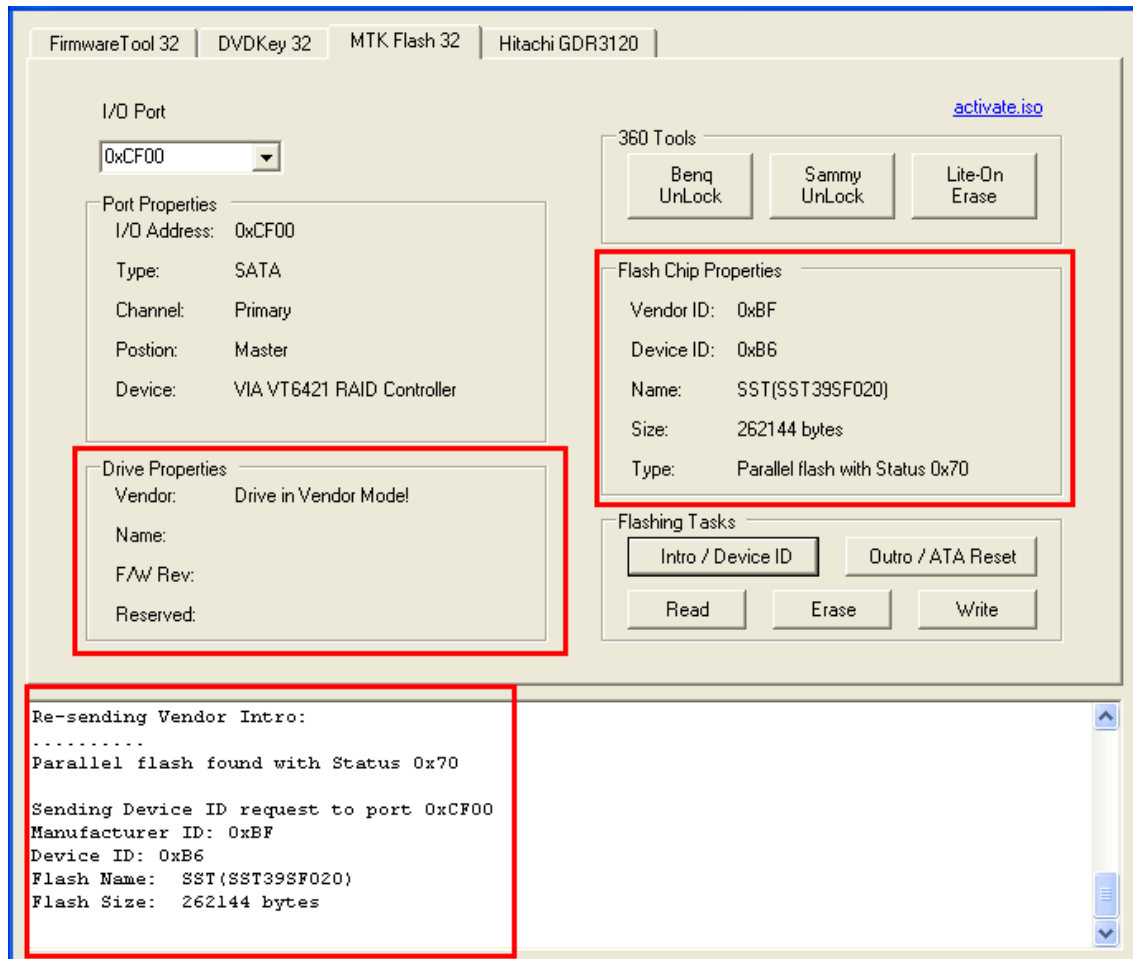 FirmwareTool 32 DVDKey 32 MTK Flash 32 Hitachi GDR3120
I/O Port
0xCF00
activate.iso
Port Properties
I/O Address: 0xCF00
Type: SATA
Channel: Primary
Postion: Master
Device: VIA VT6421 RAID Controller
Drive Properties
Vendor: Drive in Vendor Mode!
Name:
F/W Rev:
Reserved:
360 Tools
Benq UnLock
Sammy UnLock
Lite-On Erase
Flash Chip Properties
Vendor ID: 0xBF
Device ID: 0xB6
Name: SST(SST39SF020)
Size: 262144 bytes
Type: Parallel flash with Status 0x70
Flashing Tasks
Intro / Device ID Outro / ATA Reset
Read Erase Write
Re-sending Vendor Intro:
..........
Parallel flash found with Status 0x70
Sending Device ID request to port 0xCF00
Manufacturer ID: 0xBF
Device ID: 0xB6
Flash Name: SST(SST39SF020)
Flash Size: 262144 bytes